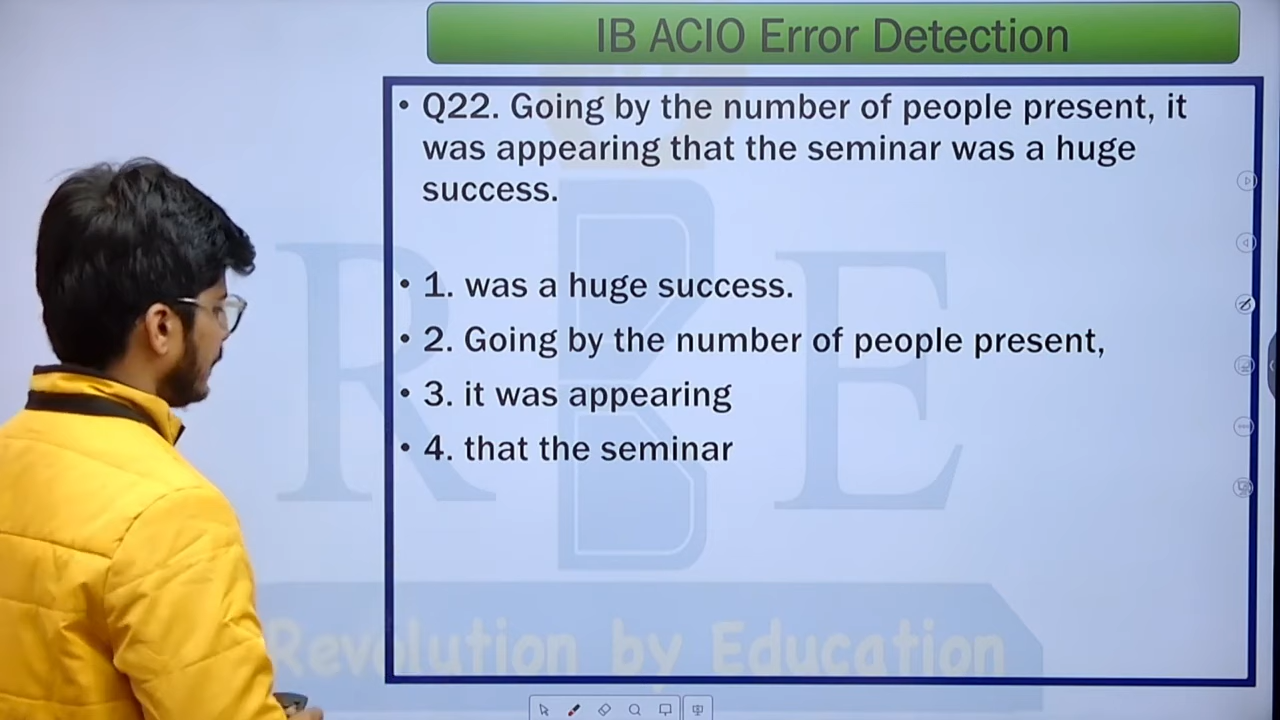 IB ACIO Error Detection
• Q22. Going by the number of people present, it
was appearing that the seminar was a huge
success.
• 1. was a huge success.
• 2. Going by the number of people present,
• 3. it was appearing
• 4. that the seminar
RBE
Revolution by Education